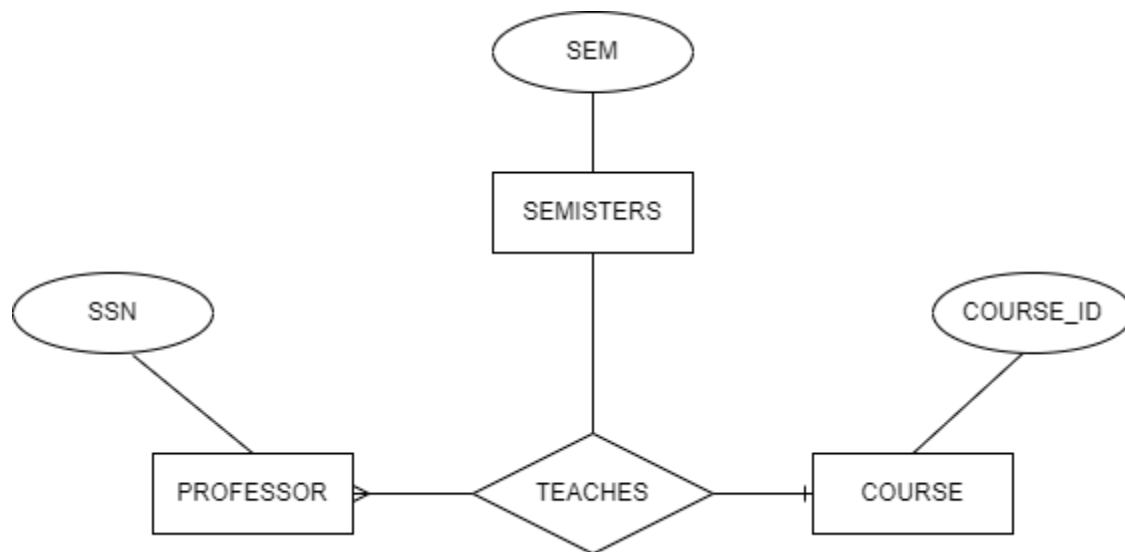 SEM
SEMISTERS
SSN
COURSE_ID
PROFESSOR
TEACHES
COURSE